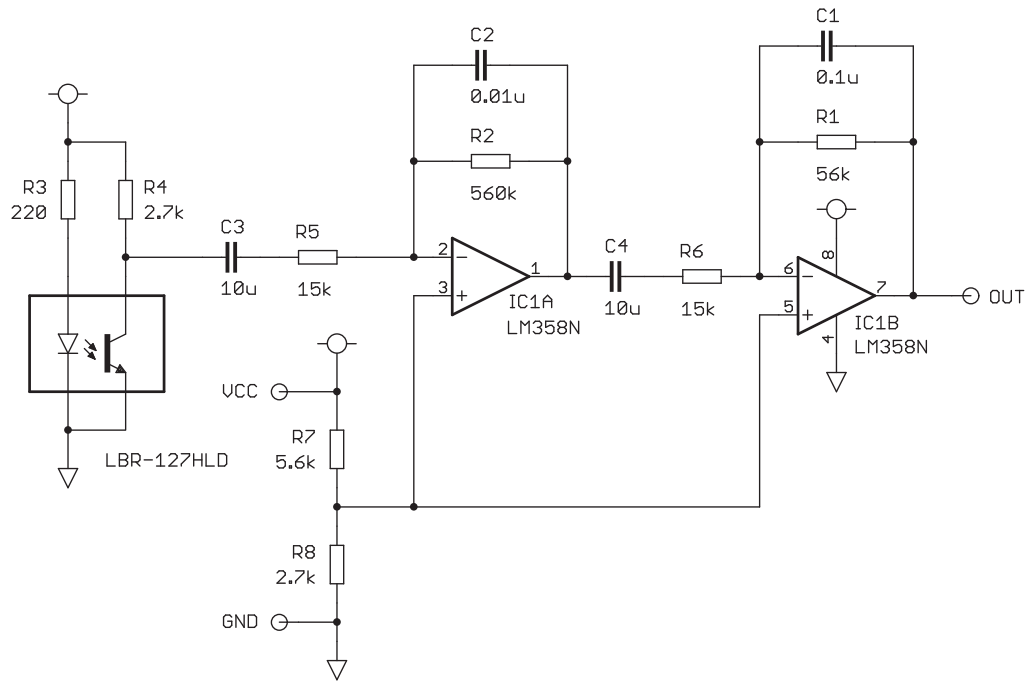 C1
0.1u
R1
56k
C2
0.01u
R2
560k
R3
220
R4
2.7k
C3
10u
R5
15k
2
3
1
IC1A
LM358N
C4
10u
R6
15k
8
6
5
7
4
IC1B
LM358N
OUT
LBR-127HLD
VCC
R7
5.6k
R8
2.7k
GND